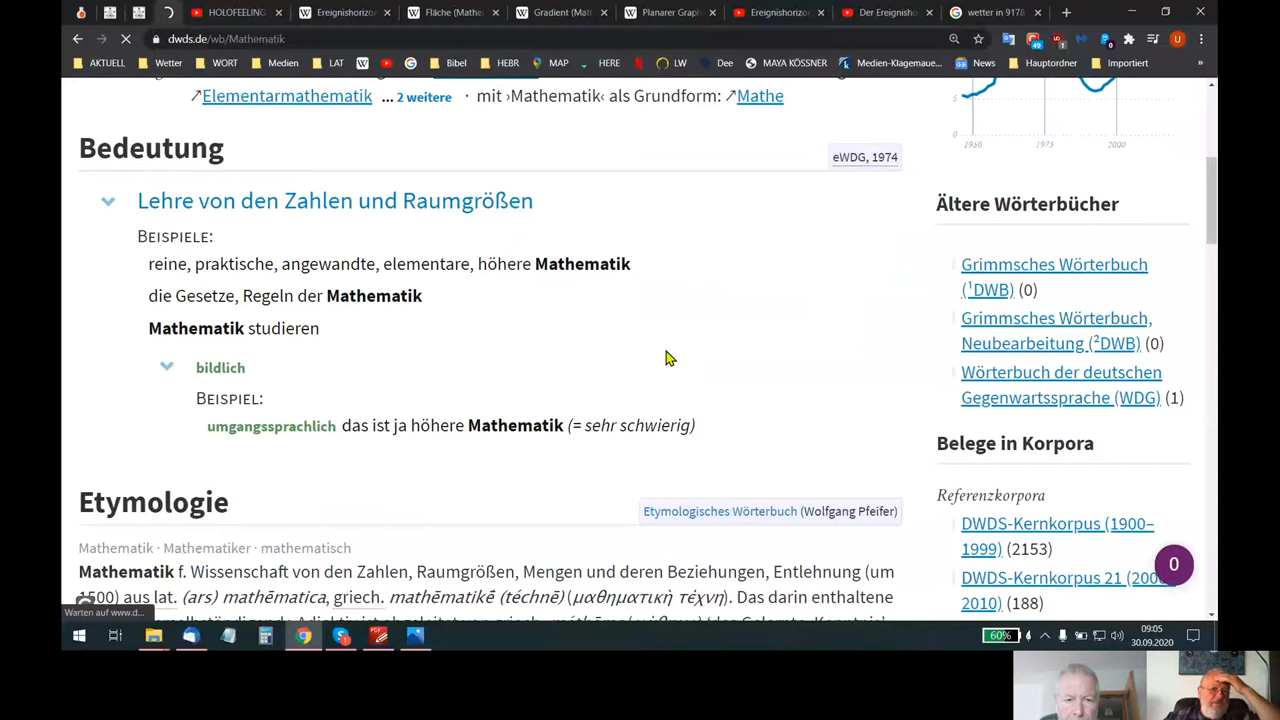 HOLOFEELING
Ereignishorizon
Fläche (Mathe
Gradient (Mat
Planarer Graph
Ereignishorizo
Der Ereignisho
wetter in 9178
dwds.de/wb/Mathematik
AKTUELL
Wetter
WORT
Medien
LAT
Bibel
HEBR
MAP
HERE
LW
Dee
MAYA KÖSSNER
Medien-Klagemaue...
News
Hauptordner
Importiert
»
↗Elementarmathematik ... 2 weitere · mit ›Mathematik‹ als Grundform: ↗Mathe
5
0
1950 1975 2000
Bedeutung
eWDG, 1974
Lehre von den Zahlen und Raumgrößen
BEISPIELE:
reine, praktische, angewandte, elementare, höhere Mathematik
die Gesetze, Regeln der Mathematik
Mathematik studieren
bildlich
BEISPIEL:
umgangssprachlich das ist ja höhere Mathematik (= sehr schwierig)
Etymologie
Etymologisches Wörterbuch (Wolfgang Pfeifer)
Mathematik · Mathematiker · mathematisch
Mathematik f. Wissenschaft von den Zahlen, Raumgrößen, Mengen und deren Beziehungen, Entlehnung (um
1500) aus lat. (ars) mathēmatica, griech. mathēmatikḗ (téchnē) (μαθηματικὴ τέχνη). Das darin enthaltene
Ältere Wörterbücher
Grimmsches Wörterbuch
(¹DWB) (0)
Grimmsches Wörterbuch,
Neubearbeitung (²DWB) (0)
Wörterbuch der deutschen
Gegenwartssprache (WDG) (1)
Belege in Korpora
Referenzkorpora
DWDS-Kernkorpus (1900–
1999) (2153)
DWDS-Kernkorpus 21 (2000–
2010) (188)
0
Warten auf www.d...
60%
09:05
30.09.2020